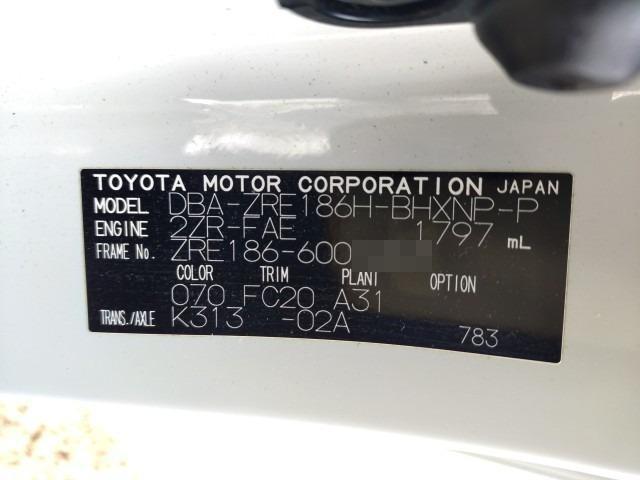 TOYOTA MOTOR CORPORATION JAPAN
MODEL DBA-ZRE186H-BHXNP-P
ENGINE 2ZR-FAE 1797 mL
FRAME No. ZRE186-600
COLOR TRIM PLANT OPTION
070 FC20 A31
TRANS./AXLE K313 -02A 783